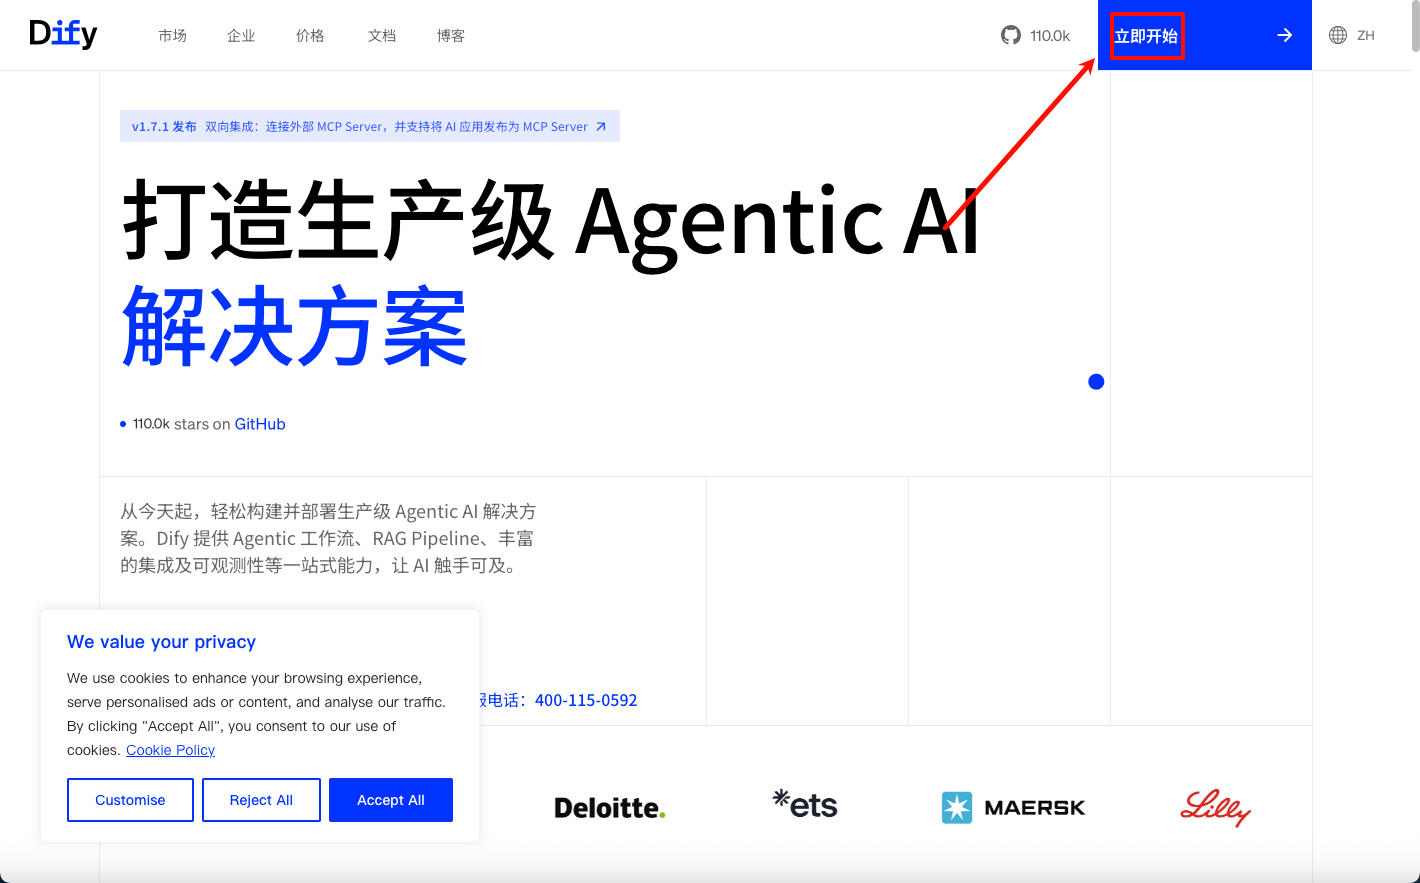 Dify
市场
企业
价格
文档
博客
110.0k
立即开始
ZH
v1.7.1 发布 双向集成：连接外部 MCP Server，并支持将 AI 应用发布为 MCP Server
打造生产级 Agentic AI
解决方案
110.0k stars on GitHub
从今天起，轻松构建并部署生产级 Agentic AI 解决方
案。Dify 提供 Agentic 工作流、RAG Pipeline、丰富
的集成及可观测性等一站式能力，让 AI 触手可及。
电话：400-115-0592
We value your privacy
We use cookies to enhance your browsing experience,
serve personalised ads or content, and analyse our traffic.
By clicking "Accept All", you consent to our use of
cookies. Cookie Policy
Customise
Reject All
Accept All
Deloitte.
ets
MAERSK
Lilly